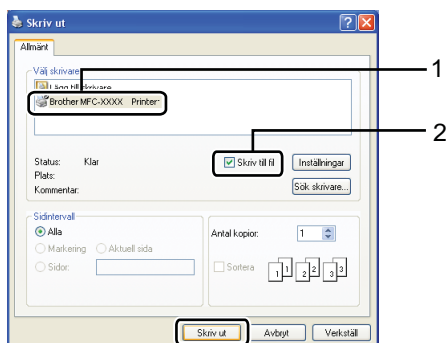 Skriv ut
Allmänt
Välj skrivare
1
Lägg till skrivare
Brother MFC-XXXX Printer
2
Status: Klar
Skriv till fil
Inställningar
Plats:
Kommentar:
Sök skrivare...
Sidintervall
Alla
Antal kopior: 1
Markering Aktuell sida
Sidor:
Sortera
1 1 2 2 3 3
Skriv ut Avbryt Verkställ